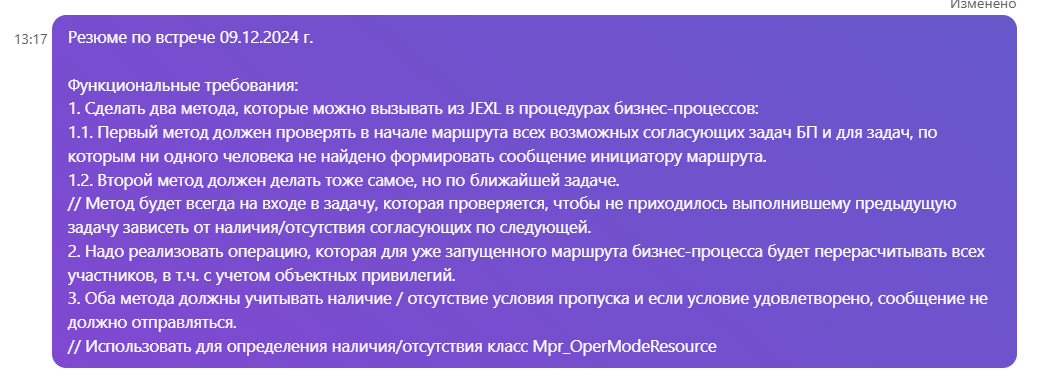 Изменено
13:17
Резюме по встрече 09.12.2024 г.
Функциональные требования:
1. Сделать два метода, которые можно вызывать из JEXL в процедурах бизнес-процессов:
1.1. Первый метод должен проверять в начале маршрута всех возможных согласующих задач БП и для задач, по
которым ни одного человека не найдено формировать сообщение инициатору маршрута.
1.2. Второй метод должен делать тоже самое, но по ближайшей задаче.
// Метод будет всегда на входе в задачу, которая проверяется, чтобы не приходилось выполнившему предыдущую
задачу зависеть от наличия/отсутствия согласующих по следующей.
2. Надо реализовать операцию, которая для уже запущенного маршрута бизнес-процесса будет перерасчитывать всех
участников, в т.ч. с учетом объектных привилегий.
3. Оба метода должны учитывать наличие / отсутствие условия пропуска и если условие удовлетворено, сообщение не
должно отправляться.
// Использовать для определения наличия/отсутствия класс Mpr_OperModeResource